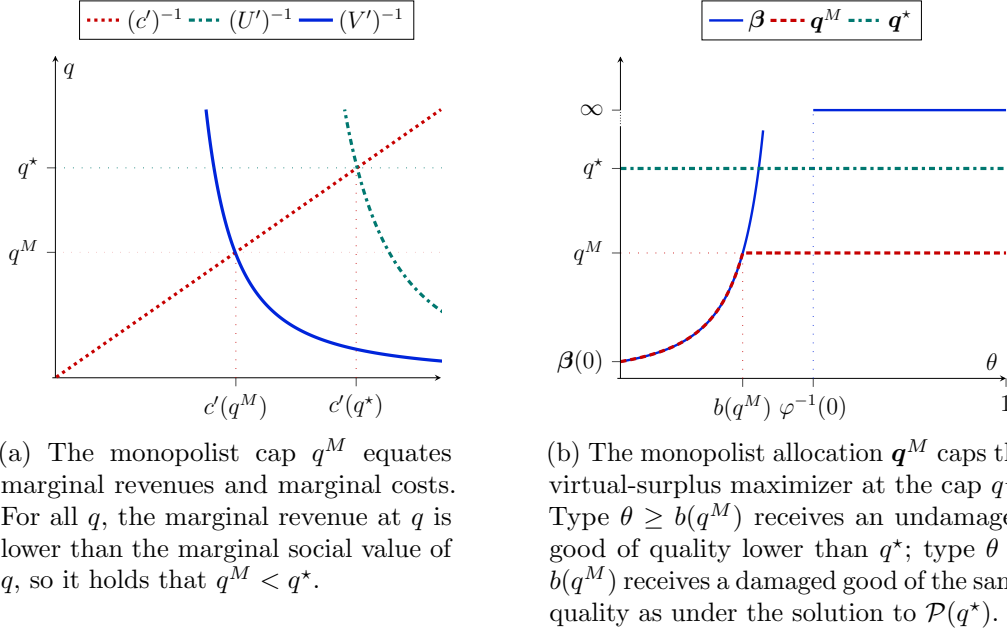 (c′)⁻¹ (U′)⁻¹ (V′)⁻¹
q
q⋆
q^M
c′(q^M) c′(q⋆)
a) The monopolist cap q^M equates
marginal revenues and marginal costs.
For all q, the marginal revenue at q is
lower than the marginal social value of
q, so it holds that q^M < q⋆.
β q^M q⋆
∞
q⋆
q^M
β(0)
θ
b(q^M) φ⁻¹(0) 1
(b) The monopolist allocation q^M caps th
virtual-surplus maximizer at the cap q
Type θ ≥ b(q^M) receives an undamage
good of quality lower than q⋆; type θ
b(q^M) receives a damaged good of the sam
quality as under the solution to P(q⋆).